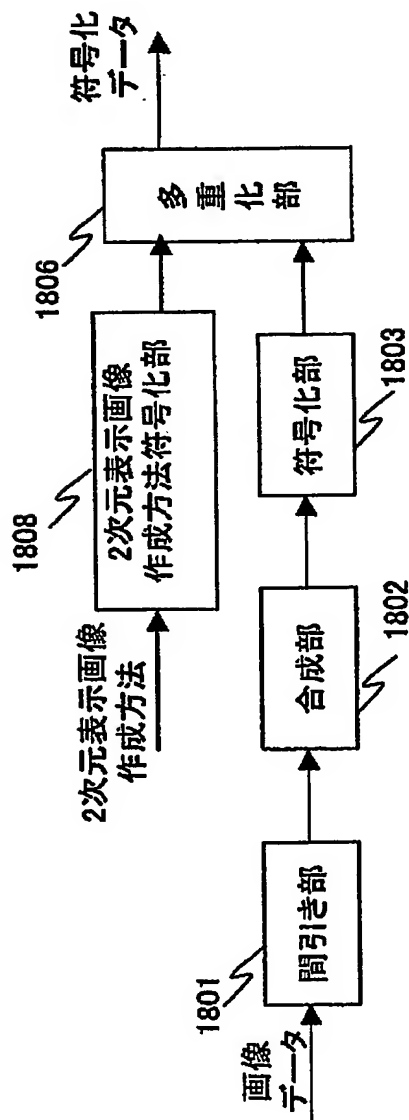 画像
データ
1801
間引き部
合成部
1802
符号化部
1803
2次元表示画像
作成方法
1808
2次元表示画像
作成方法符号化部
1806
多重化部
符号化
データ